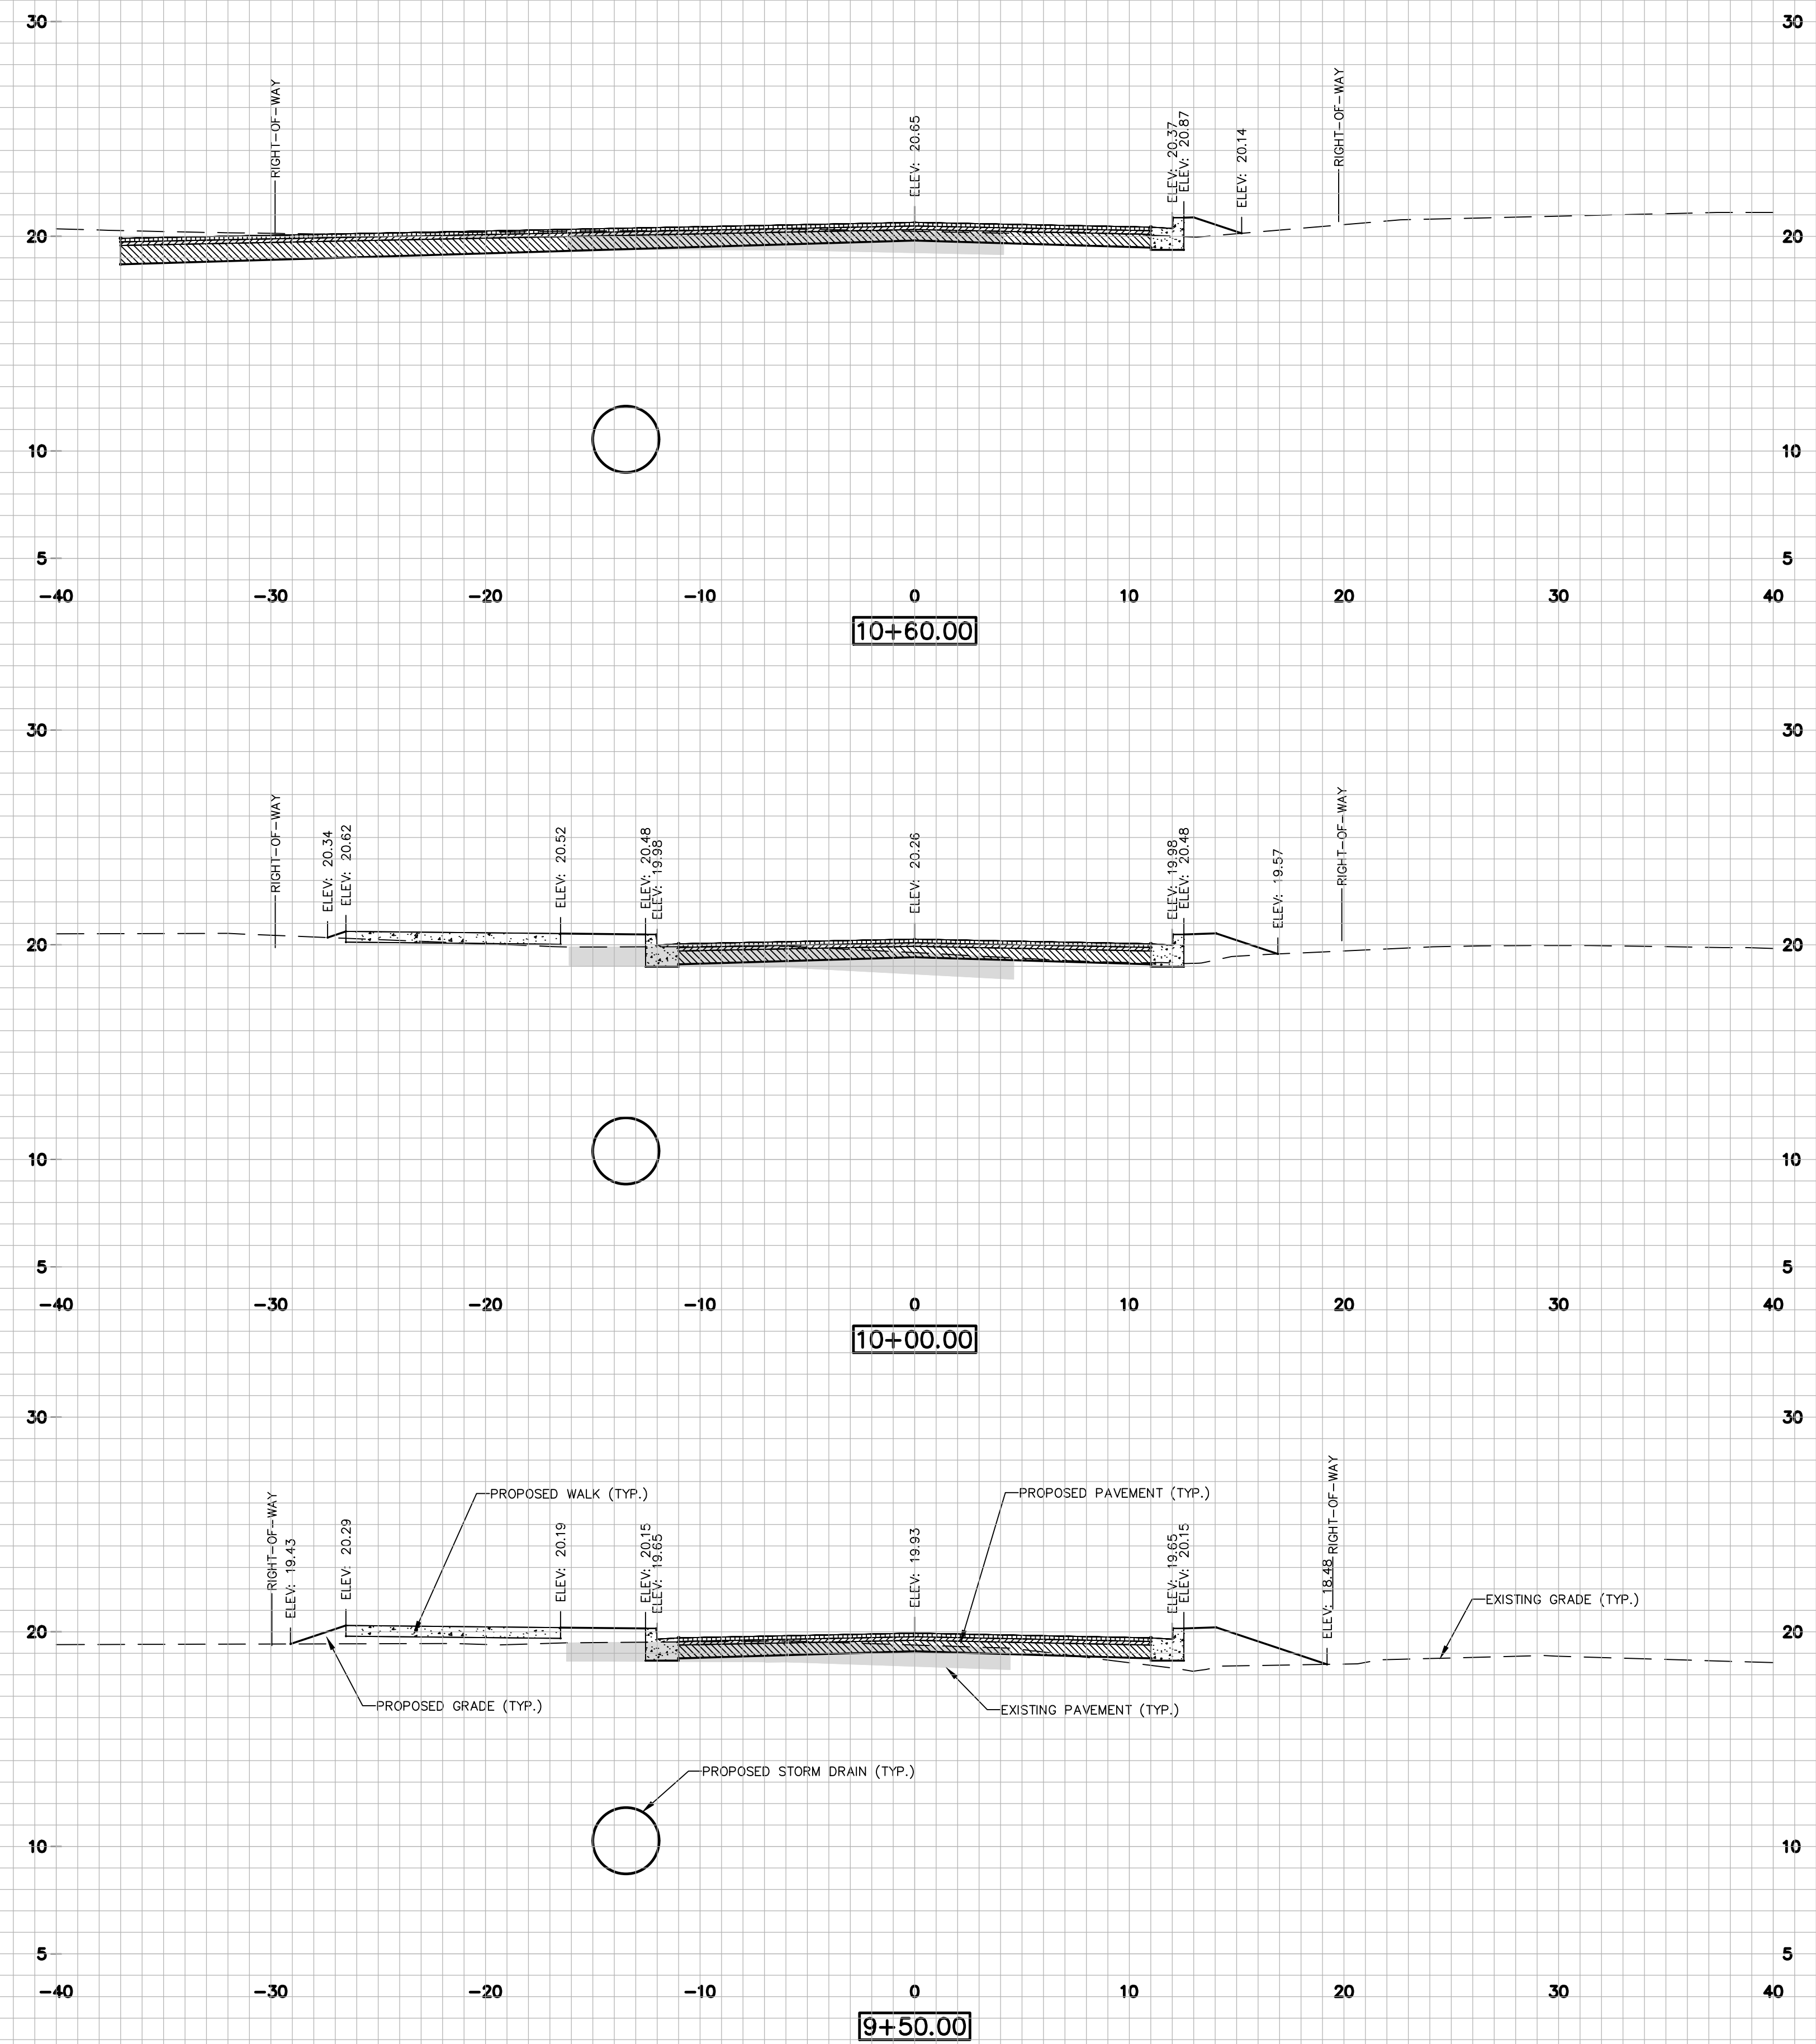 30 30
RIGHT-OF-WAY
ELEV: 20.65
ELEV: 20.37
ELEV: 20.87
ELEV: 20.14
RIGHT-OF-WAY
20 20
10 10
5 5
-40 -30 -20 -10 0 10 20 30 40
10+60.00
30 30
RIGHT-OF-WAY
ELEV: 20.34
ELEV: 20.62
ELEV: 20.52
ELEV: 20.48
ELEV: 19.98
ELEV: 20.26
ELEV: 19.98
ELEV: 20.48
ELEV: 19.57
RIGHT-OF-WAY
20 20
10 10
5 5
-40 -30 -20 -10 0 10 20 30 40
10+00.00
30 30
PROPOSED WALK (TYP.)
PROPOSED PAVEMENT (TYP.)
RIGHT-OF-WAY
ELEV: 19.43
ELEV: 20.29
ELEV: 20.19
ELEV: 20.15
ELEV: 19.65
ELEV: 19.93
ELEV: 19.65
ELEV: 20.15
ELEV: 18.48
RIGHT-OF-WAY
EXISTING GRADE (TYP.)
20 20
PROPOSED GRADE (TYP.)
EXISTING PAVEMENT (TYP.)
PROPOSED STORM DRAIN (TYP.)
10 10
5 5
-40 -30 -20 -10 0 10 20 30 40
9+50.00